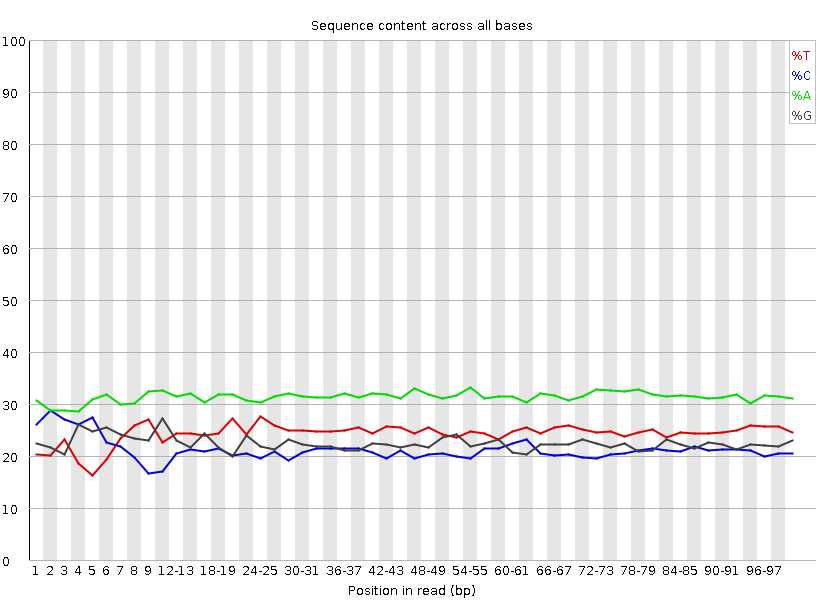 Sequence content across all bases
100
90
80
70
60
50
40
30
20
10
0
%T
%C
%A
%G
1 2 3 4 5 6 7 8 9 12-13 18-19 24-25 30-31 36-37 42-43 48-49 54-55 60-61 66-67 72-73 78-79 84-85 90-91 96-97
Position in read (bp)